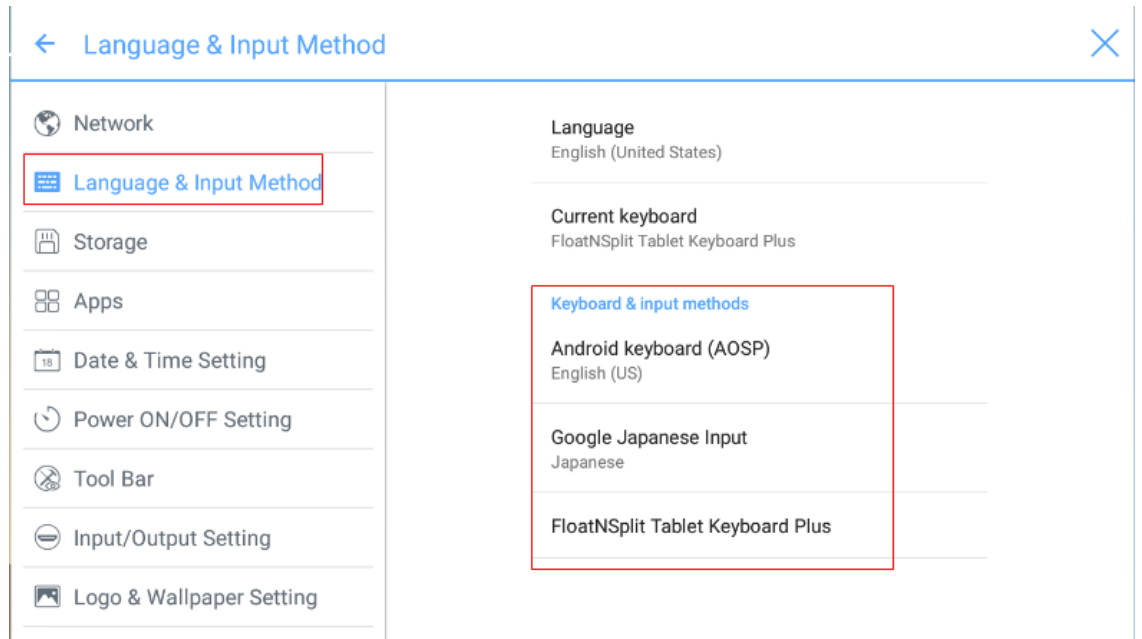 Language & Input Method
Network
Language & Input Method
Storage
Apps
18
Date & Time Setting
Power ON/OFF Setting
Tool Bar
Input/Output Setting
Logo & Wallpaper Setting
Language
English (United States)
Current keyboard
FloatNSplit Tablet Keyboard Plus
Keyboard & input methods
Android keyboard (AOSP)
English (US)
Google Japanese Input
Japanese
FloatNSplit Tablet Keyboard Plus